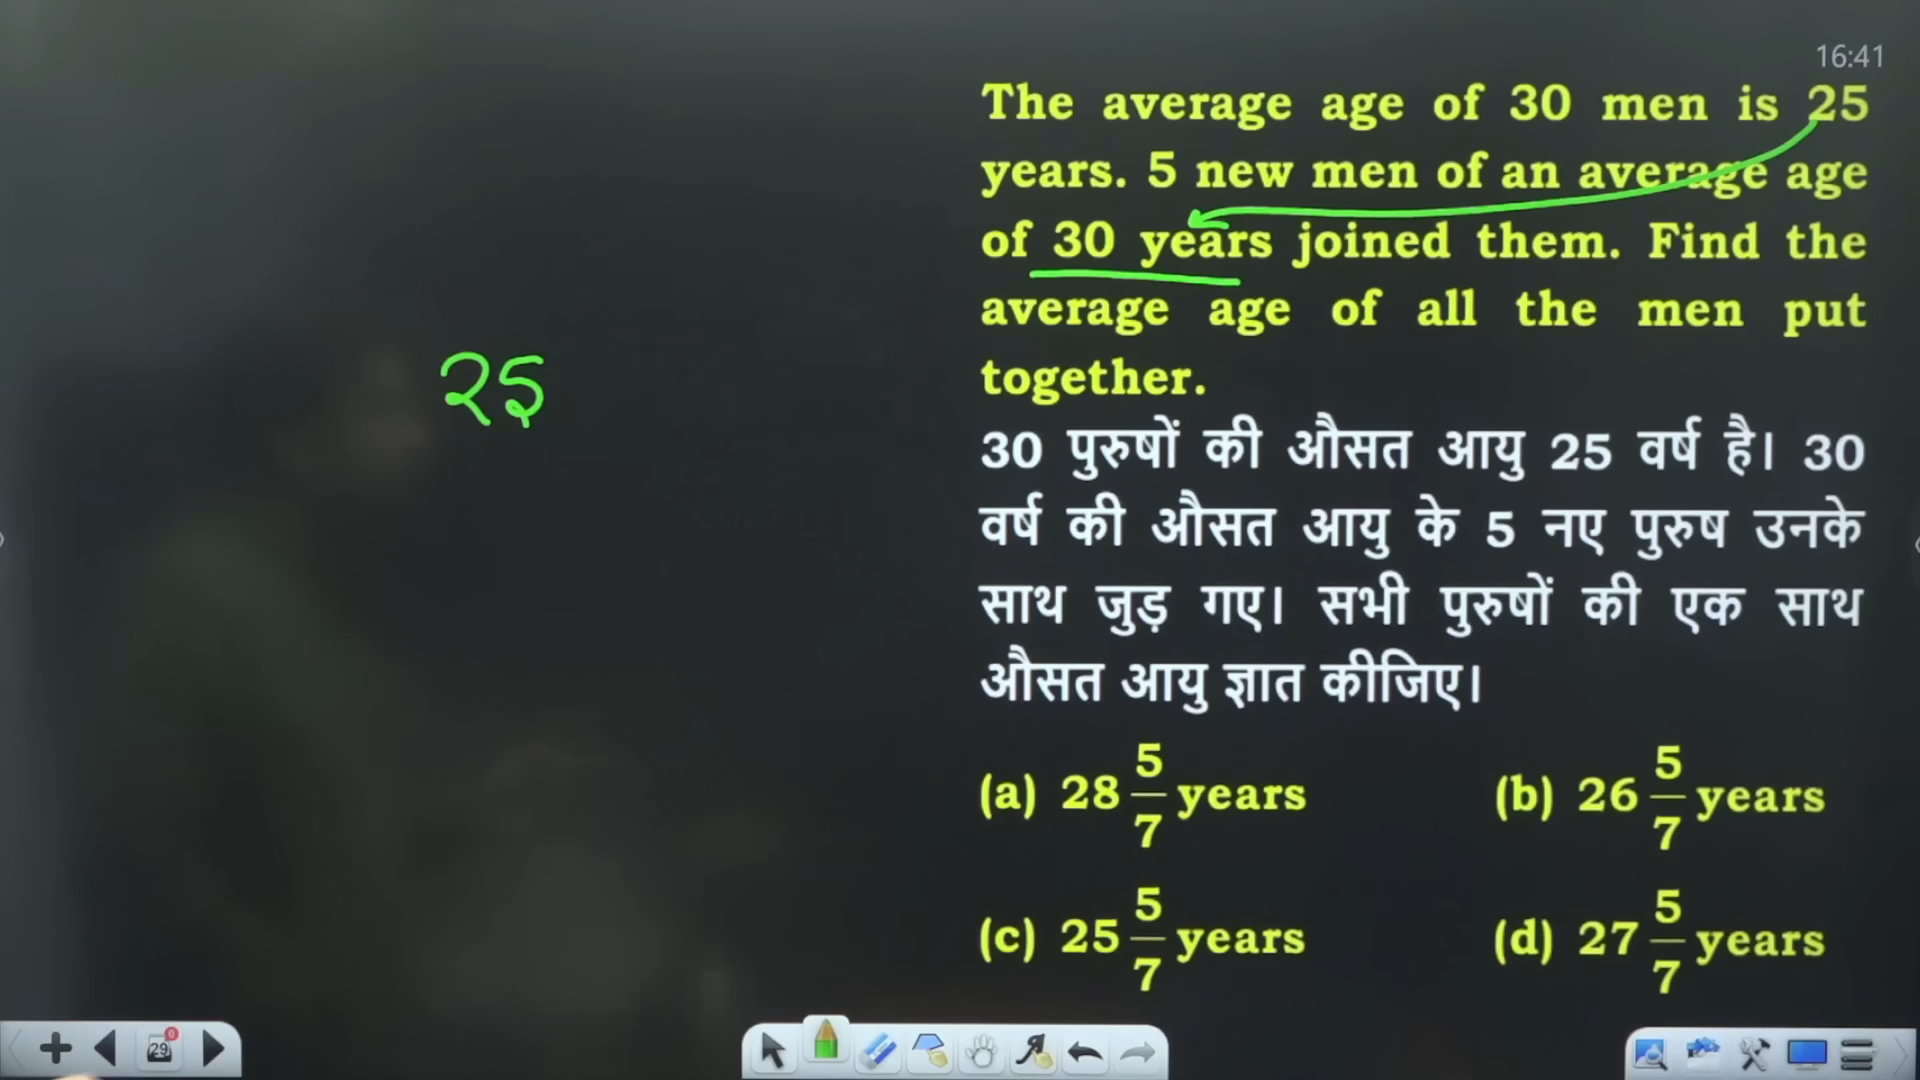 16:41
The average age of 30 men is 25
years. 5 new men of an average age
of 30 years joined them. Find the
average age of all the men put
together.
25
30 पुरुषों की औसत आयु 25 वर्ष है। 30
वर्ष की औसत आयु के 5 नए पुरुष उनके
साथ जुड़ गए। सभी पुरुषों की एक साथ
औसत आयु ज्ञात कीजिए।
(a) 28 5/7 years (b) 26 5/7 years
(c) 25 5/7 years (d) 27 5/7 years
29 0